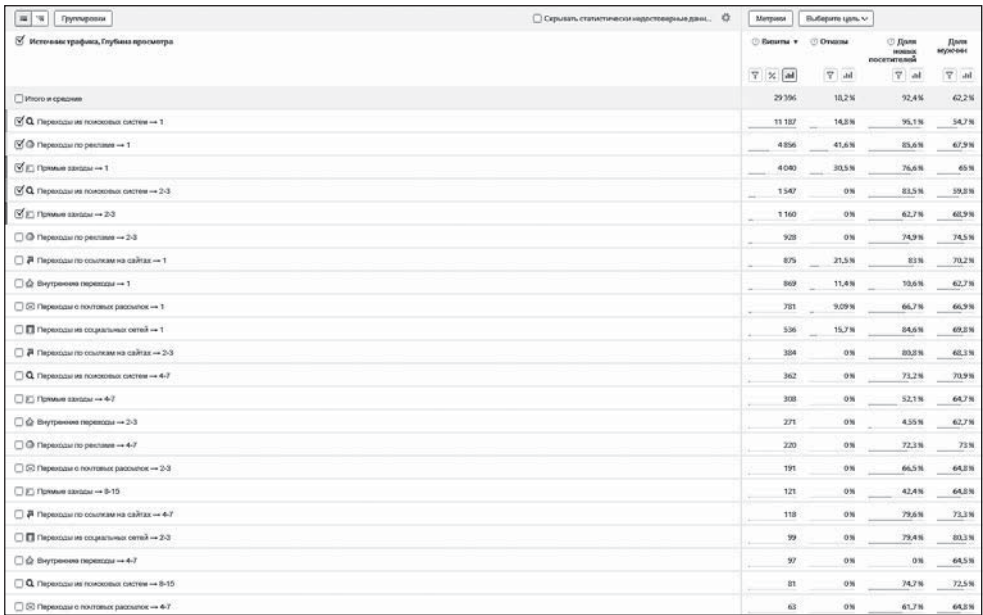 Группировки Скрывать статистически недостоверные данн... Метрики Выберите цель
Источник трафика, Глубина просмотра Визиты ▼ Отказы Доля новых посетителей Доля мужчин
Итого и средние 29 396 18,2 % 92,4 % 62,2 %
Переходы из поисковых систем → 1 11 187 14,8 % 95,1 % 54,7 %
Переходы по рекламе → 1 4 856 41,6 % 85,6 % 67,9 %
Прямые заходы → 1 4 040 30,5 % 76,6 % 65 %
Переходы из поисковых систем → 2-3 1 547 0 % 83,5 % 59,8 %
Прямые заходы → 2-3 1 160 0 % 62,7 % 68,9 %
Переходы по рекламе → 2-3 928 0 % 74,9 % 74,5 %
Переходы по ссылкам на сайтах → 1 875 21,5 % 83 % 70,2 %
Внутренние переходы → 1 869 11,4 % 10,6 % 62,7 %
Переходы с почтовых рассылок → 1 781 9,09 % 66,7 % 66,9 %
Переходы из социальных сетей → 1 536 15,7 % 84,6 % 69,8 %
Переходы по ссылкам на сайтах → 2-3 384 0 % 80,8 % 68,3 %
Переходы из поисковых систем → 4-7 362 0 % 73,2 % 70,9 %
Прямые заходы → 4-7 308 0 % 52,1 % 64,7 %
Внутренние переходы → 2-3 271 0 % 4,55 % 62,7 %
Переходы по рекламе → 4-7 220 0 % 72,3 % 73 %
Переходы с почтовых рассылок → 2-3 191 0 % 66,5 % 64,8 %
Прямые заходы → 8-15 121 0 % 42,4 % 64,8 %
Переходы по ссылкам на сайтах → 4-7 118 0 % 79,6 % 73,3 %
Переходы из социальных сетей → 2-3 99 0 % 79,4 % 80,3 %
Внутренние переходы → 4-7 97 0 % 0 % 64,5 %
Переходы из поисковых систем → 8-15 81 0 % 74,7 % 72,5 %
Переходы с почтовых рассылок → 4-7 63 0 % 61,7 % 64,8 %